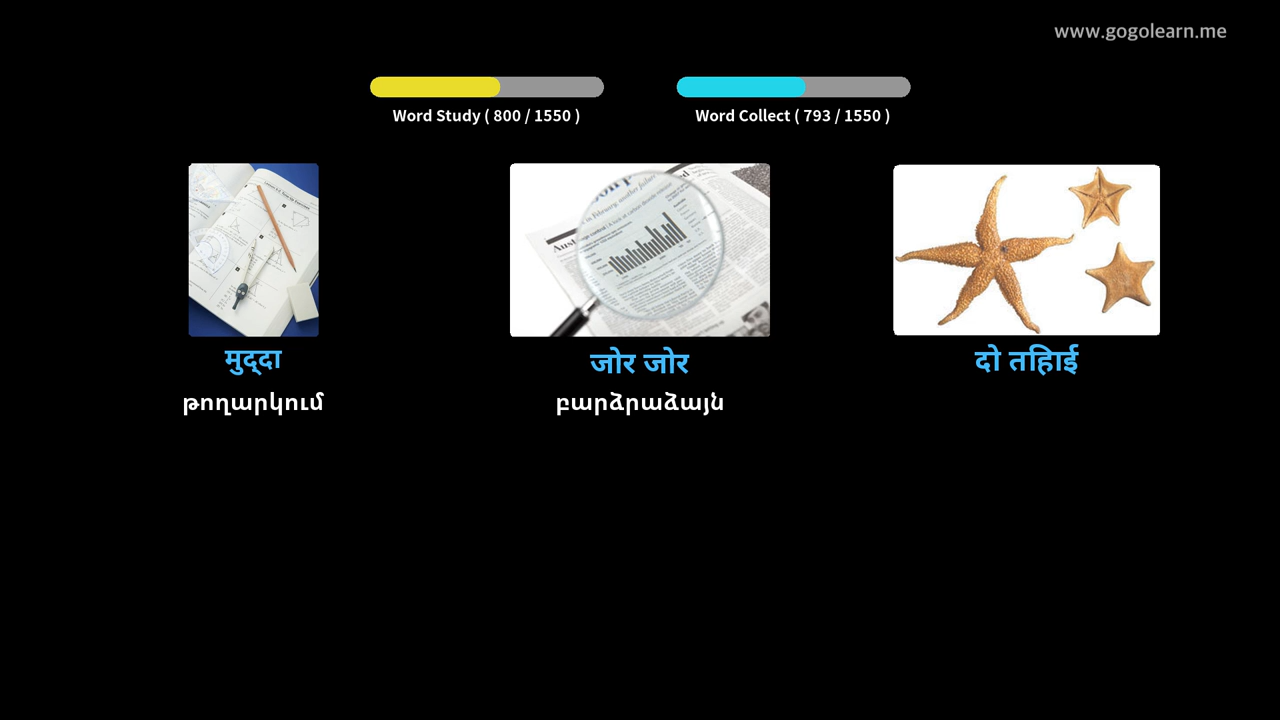 www.gogolearn.me
Word Study ( 800 / 1550 )
Word Collect ( 793 / 1550 )
मुद्दा
जोर जोर
दो तिहाई
թողարկում
բարձրաձայն